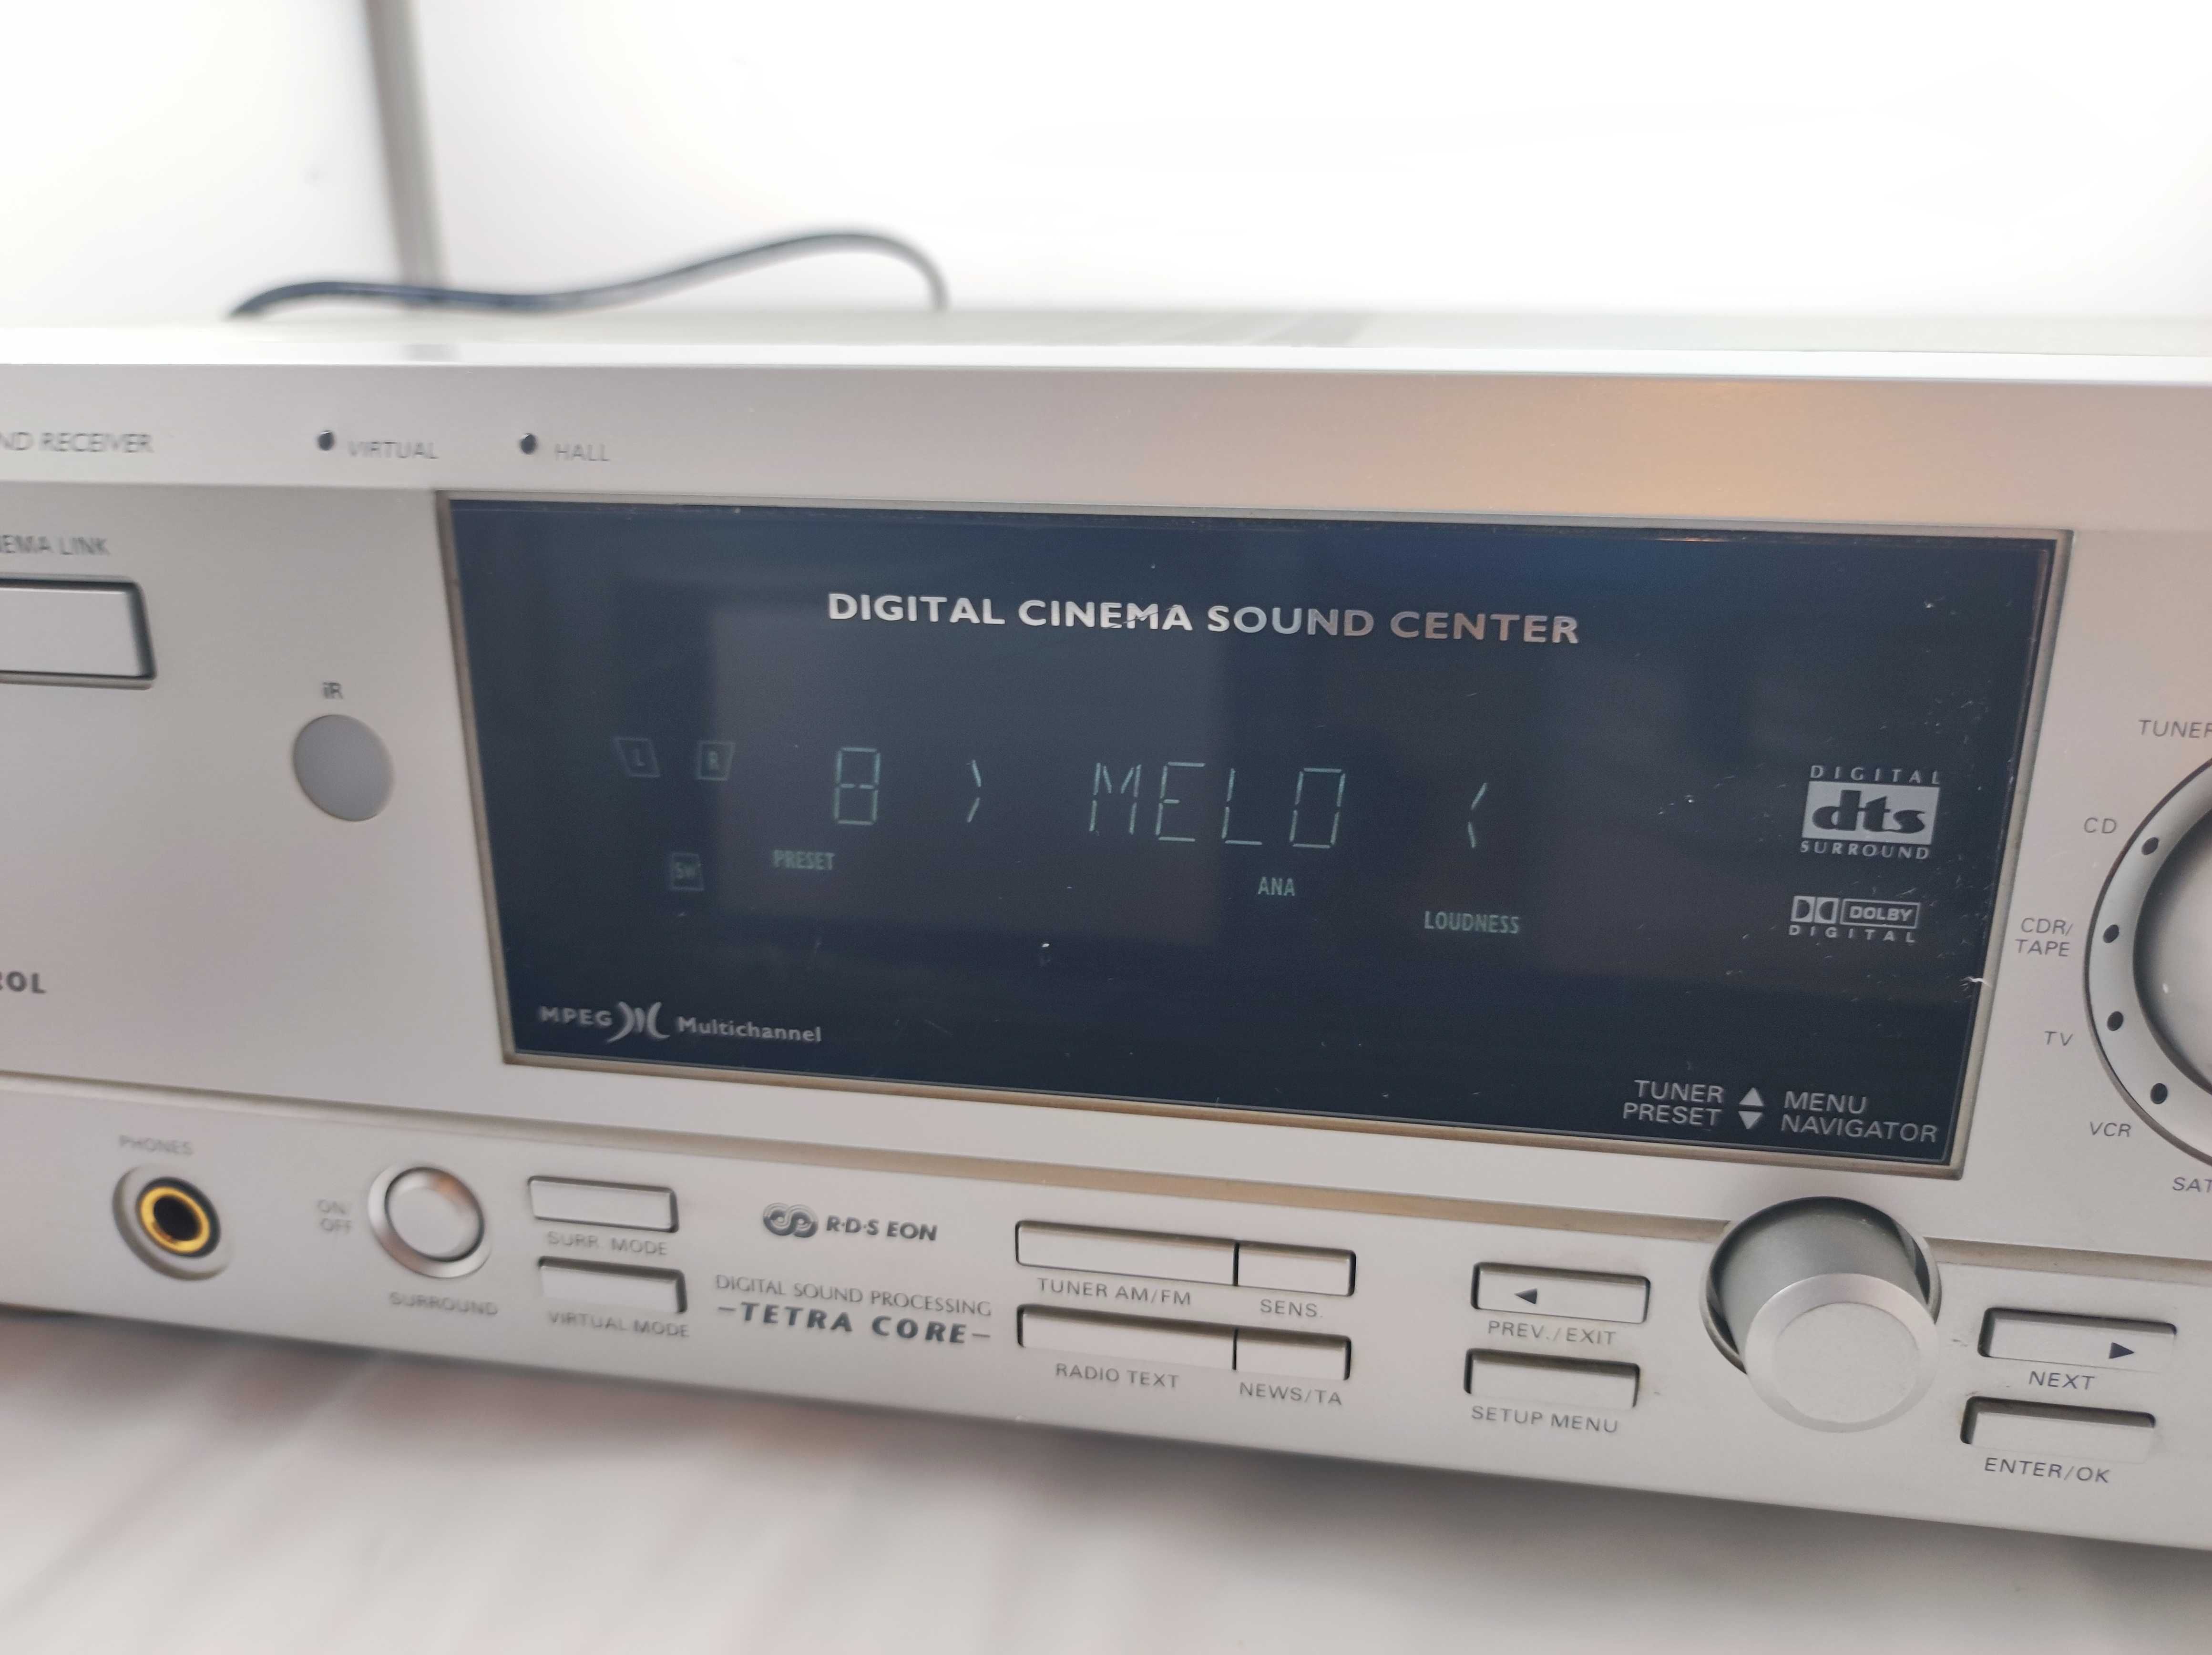 ND RECEIVER
VIRTUAL
HALL
EMA LINK
iR
DIGITAL CINEMA SOUND CENTER
L R 8 > MELO <
PRESET
SW
ANA
LOUDNESS
DIGITAL
dts
SURROUND
DOLBY
DIGITAL
MPEG Multichannel
TUNER ▲ MENU
PRESET ▼ NAVIGATOR
TUNER
CD
CDR/
TAPE
TV
VCR
SAT
ROL
PHONES
ON/
OFF
SURROUND
SURR. MODE
VIRTUAL MODE
R·D·S EON
DIGITAL SOUND PROCESSING
–TETRA CORE–
TUNER AM/FM
SENS.
RADIO TEXT
NEWS/TA
◀
PREV./EXIT
SETUP MENU
▶
NEXT
ENTER/OK